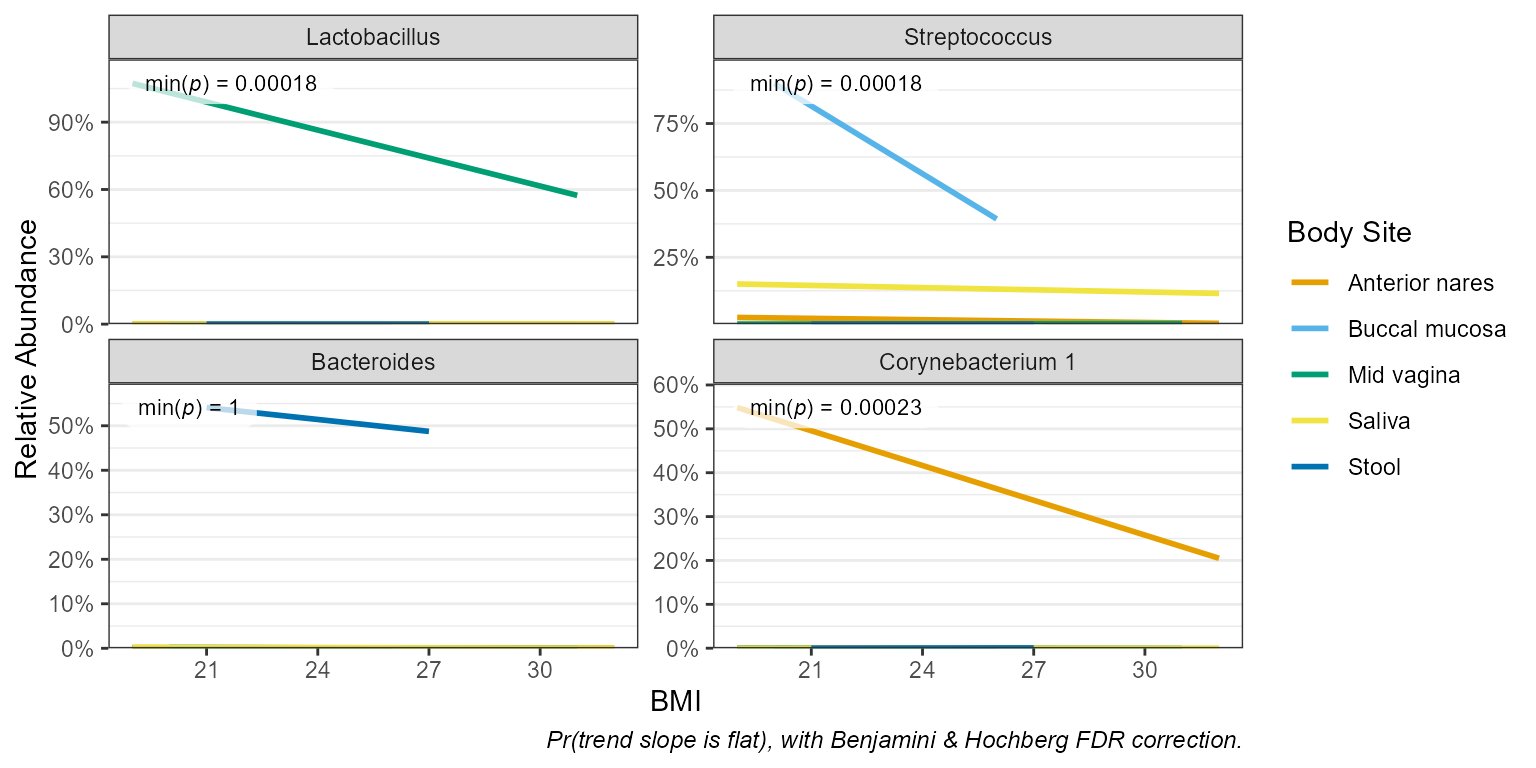 Lactobacillus
Streptococcus
min(p) = 0.00018
min(p) = 0.00018
90%
60%
30%
0%
75%
50%
25%
Bacteroides
Corynebacterium 1
min(p) = 1
min(p) = 0.00023
50%
40%
30%
20%
10%
0%
60%
50%
40%
30%
20%
10%
0%
21
24
27
30
21
24
27
30
Relative Abundance
BMI
Pr(trend slope is flat), with Benjamini & Hochberg FDR correction.
Body Site
Anterior nares
Buccal mucosa
Mid vagina
Saliva
Stool